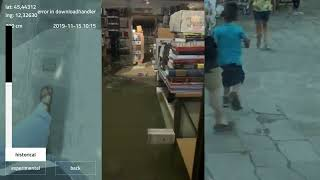 lat: 45,44312
lng: 12,32630
error in downloadhandler
cm
2019-11-15 10:15
historical
experimental
back